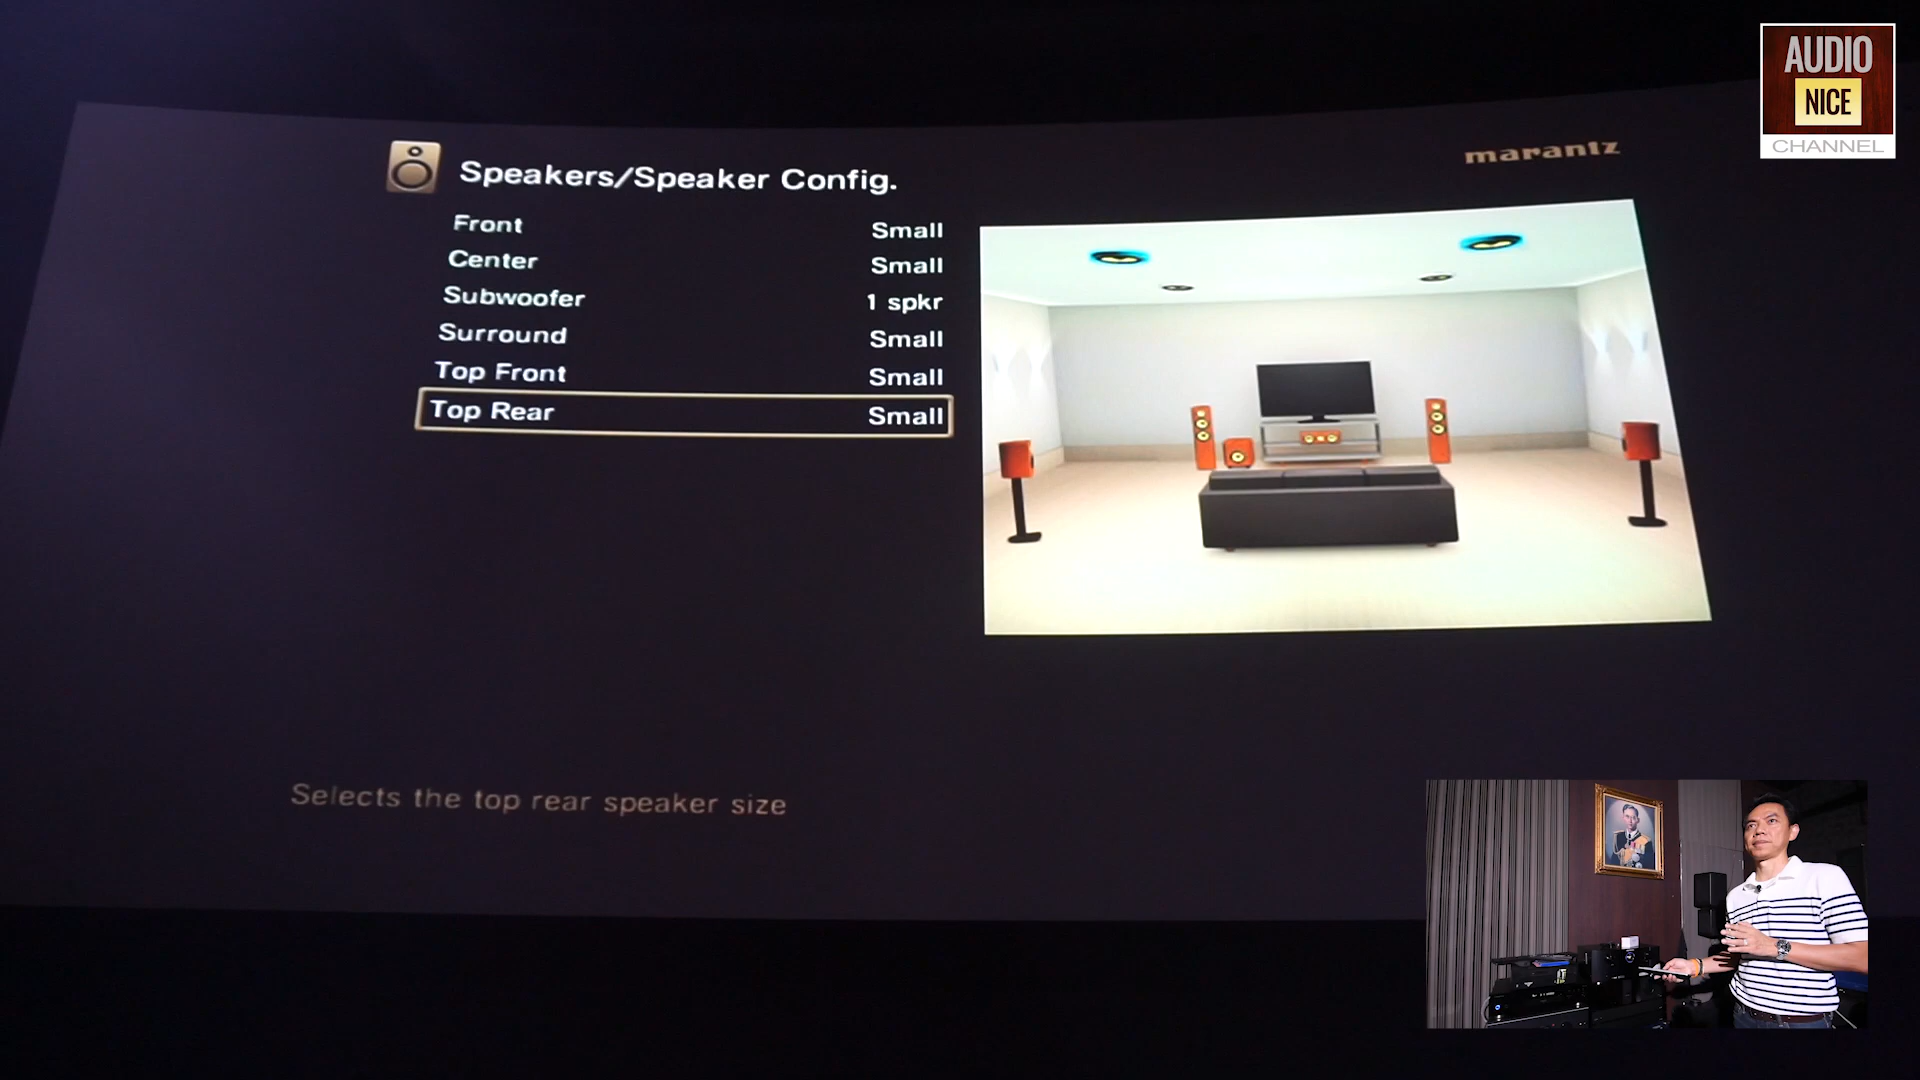 AUDIO
NICE
CHANNEL
marantz
Speakers/Speaker Config.
Front Small
Center Small
Subwoofer 1 spkr
Surround Small
Top Front Small
Top Rear Small
Selects the top rear speaker size